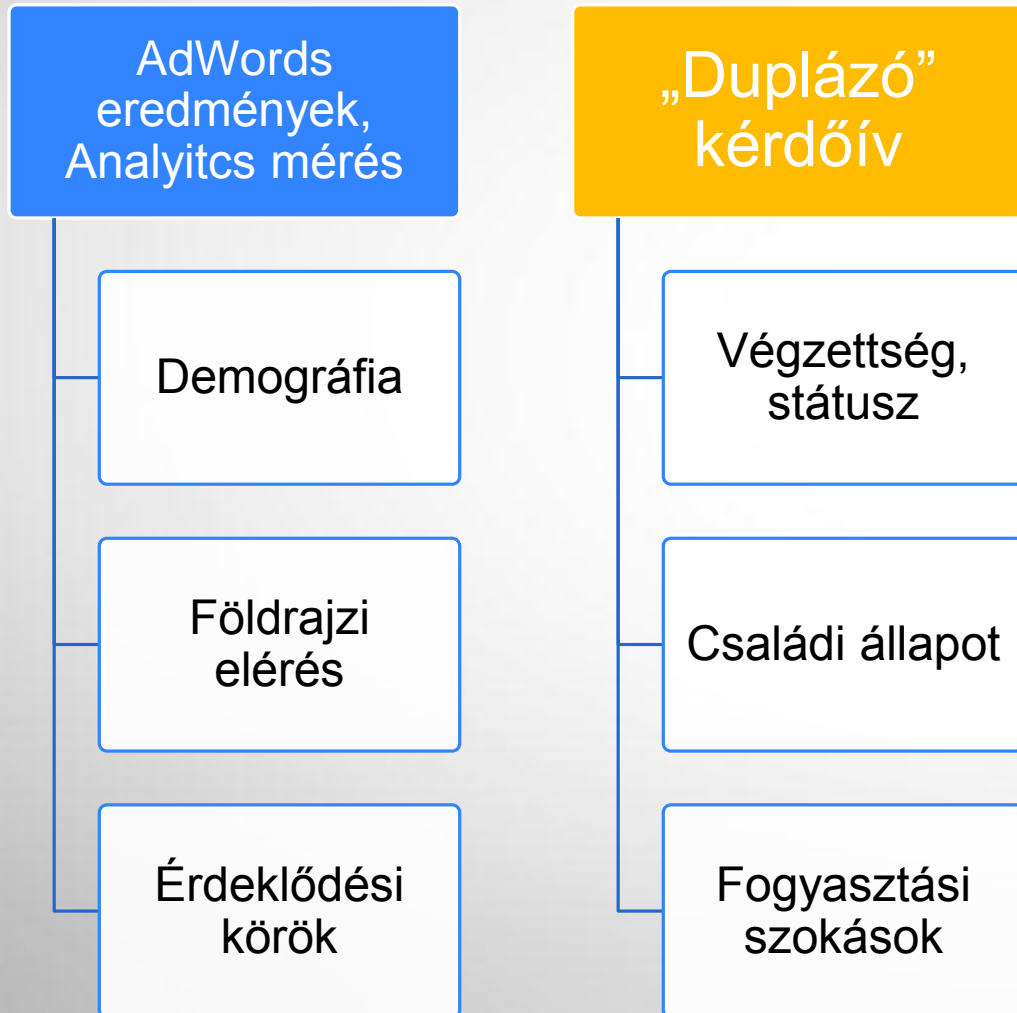 AdWords
eredmények,
Analyitcs mérés
Demográfia
Földrajzi
elérés
Érdeklődési
körök
„Duplázó”
kérdőív
Végzettség,
státusz
Családi állapot
Fogyasztási
szokások